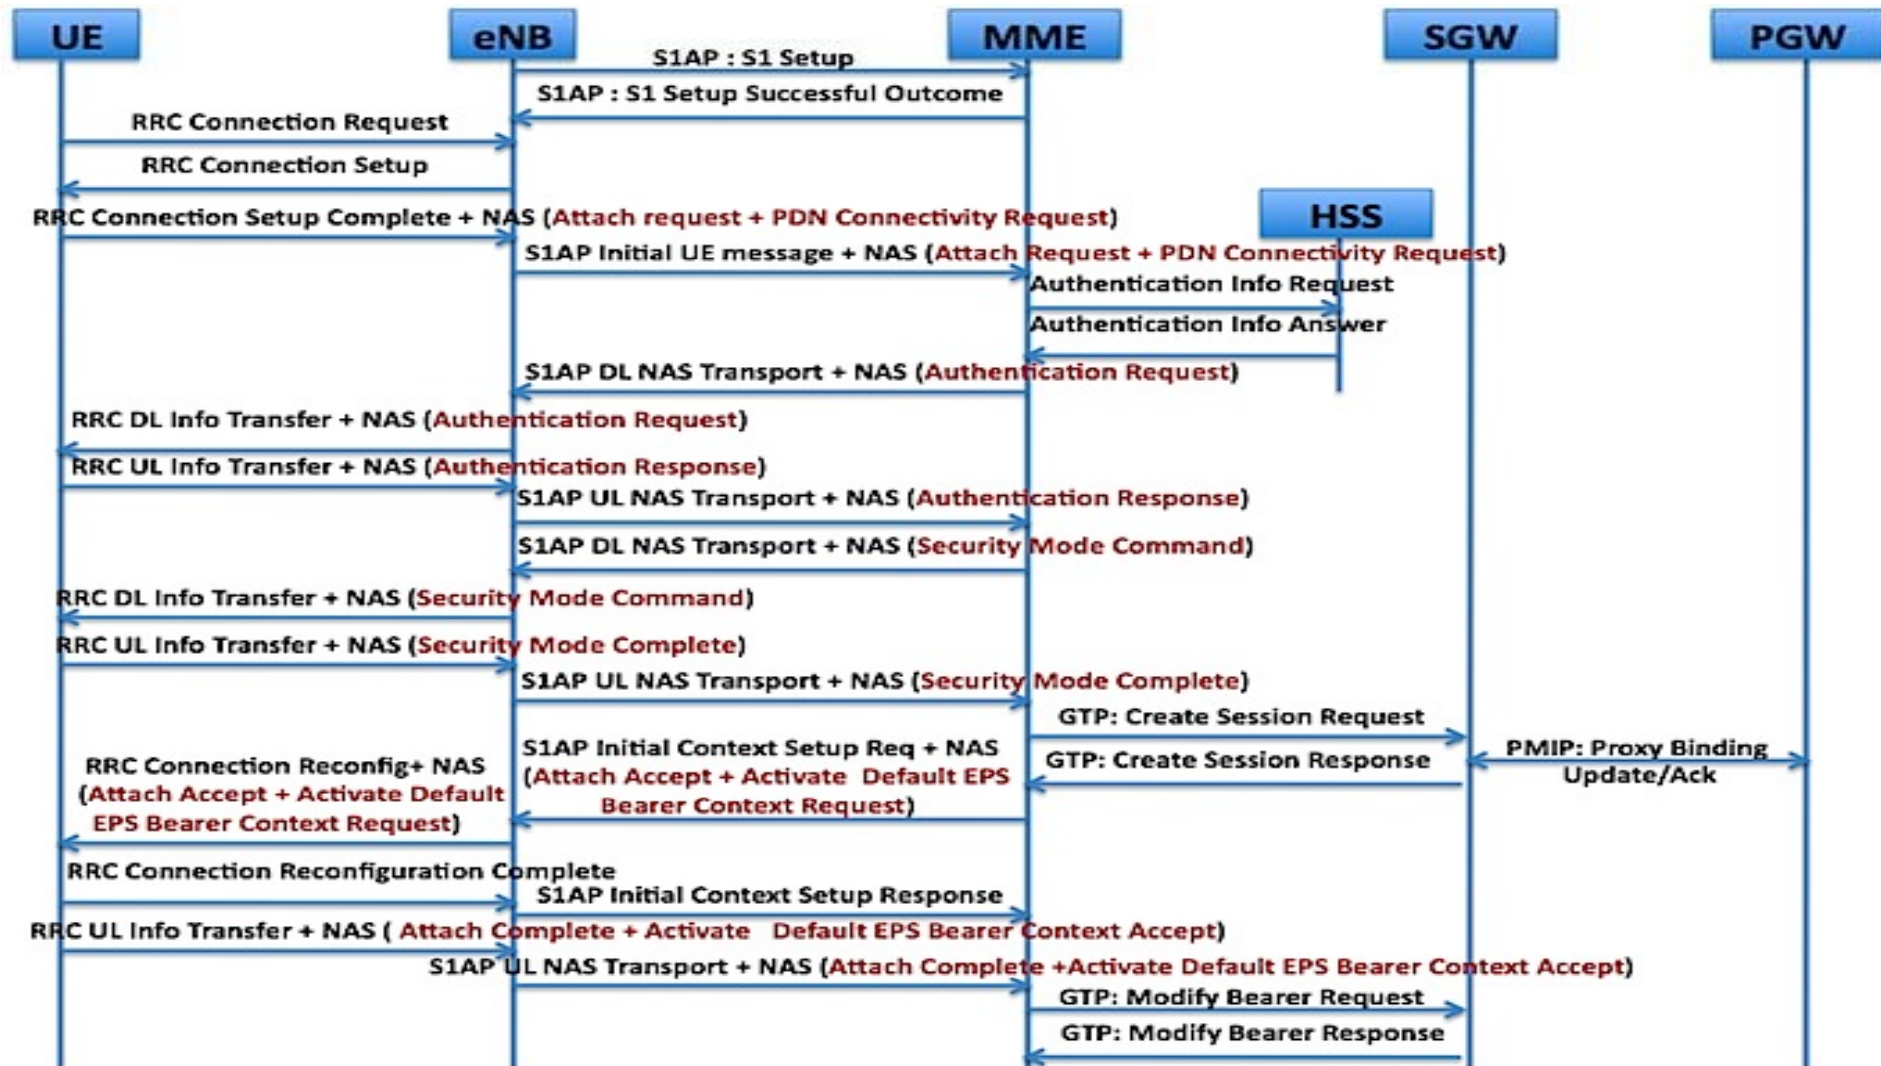 UE
eNB
MME
SGW
PGW
S1AP : S1 Setup
S1AP : S1 Setup Successful Outcome
RRC Connection Request
RRC Connection Setup
HSS
RRC Connection Setup Complete + NAS (Attach request + PDN Connectivity Request)
S1AP Initial UE message + NAS (Attach Request + PDN Connectivity Request)
Authentication Info Request
Authentication Info Answer
S1AP DL NAS Transport + NAS (Authentication Request)
RRC DL Info Transfer + NAS (Authentication Request)
RRC UL Info Transfer + NAS (Authentication Response)
S1AP UL NAS Transport + NAS (Authentication Response)
S1AP DL NAS Transport + NAS (Security Mode Command)
RRC DL Info Transfer + NAS (Security Mode Command)
RRC UL Info Transfer + NAS (Security Mode Complete)
S1AP UL NAS Transport + NAS (Security Mode Complete)
GTP: Create Session Request
PMIP: Proxy Binding
Update/Ack
GTP: Create Session Response
S1AP Initial Context Setup Req + NAS
(Attach Accept + Activate Default EPS
Bearer Context Request)
RRC Connection Reconfig+ NAS
(Attach Accept + Activate Default
EPS Bearer Context Request)
RRC Connection Reconfiguration Complete
S1AP Initial Context Setup Response
RRC UL Info Transfer + NAS ( Attach Complete + Activate Default EPS Bearer Context Accept)
S1AP UL NAS Transport + NAS (Attach Complete +Activate Default EPS Bearer Context Accept)
GTP: Modify Bearer Request
GTP: Modify Bearer Response